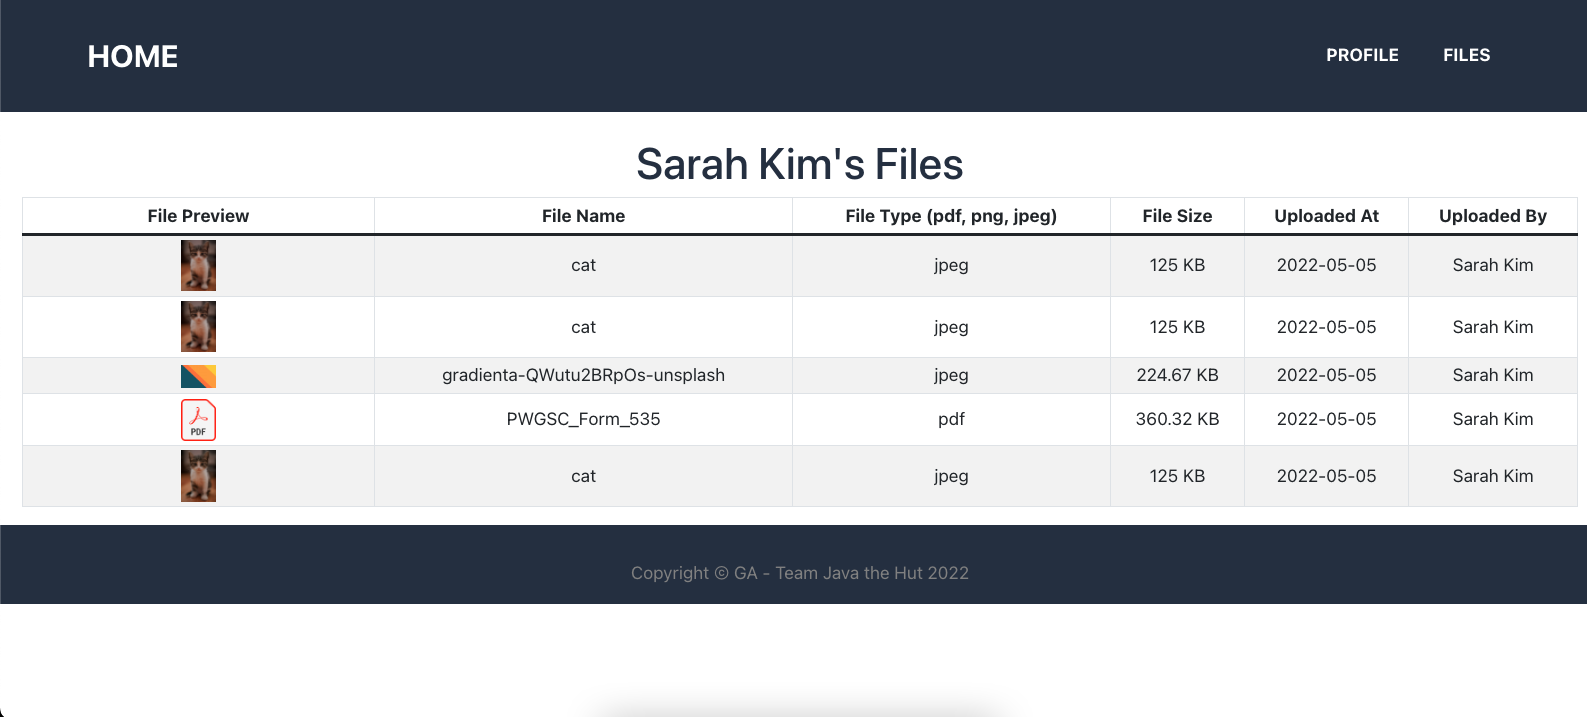 HOME PROFILE FILES
Sarah Kim's Files
File Preview File Name File Type (pdf, png, jpeg) File Size Uploaded At Uploaded By
cat jpeg 125 KB 2022-05-05 Sarah Kim
cat jpeg 125 KB 2022-05-05 Sarah Kim
gradienta-QWutu2BRpOs-unsplash jpeg 224.67 KB 2022-05-05 Sarah Kim
PDF PWGSC_Form_535 pdf 360.32 KB 2022-05-05 Sarah Kim
cat jpeg 125 KB 2022-05-05 Sarah Kim
Copyright © GA - Team Java the Hut 2022